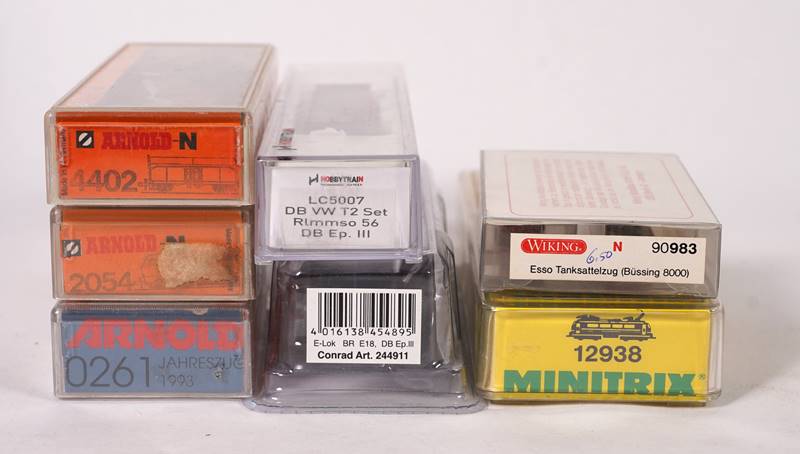 ARNOLD-N
4402
ARNOLD-N
2054
ARNOLD
0261 JAHRESZUG
1993
HOBBYTRAIN
LC5007
DB VW T2 Set
Rlmmso 56
DB Ep. III
4 016138 454895
E-Lok BR E18, DB Ep.III
Conrad Art. 244911
WIKING N 90983
6,50
Esso Tanksattelzug (Büssing 8000)
12938
MINITRIX®